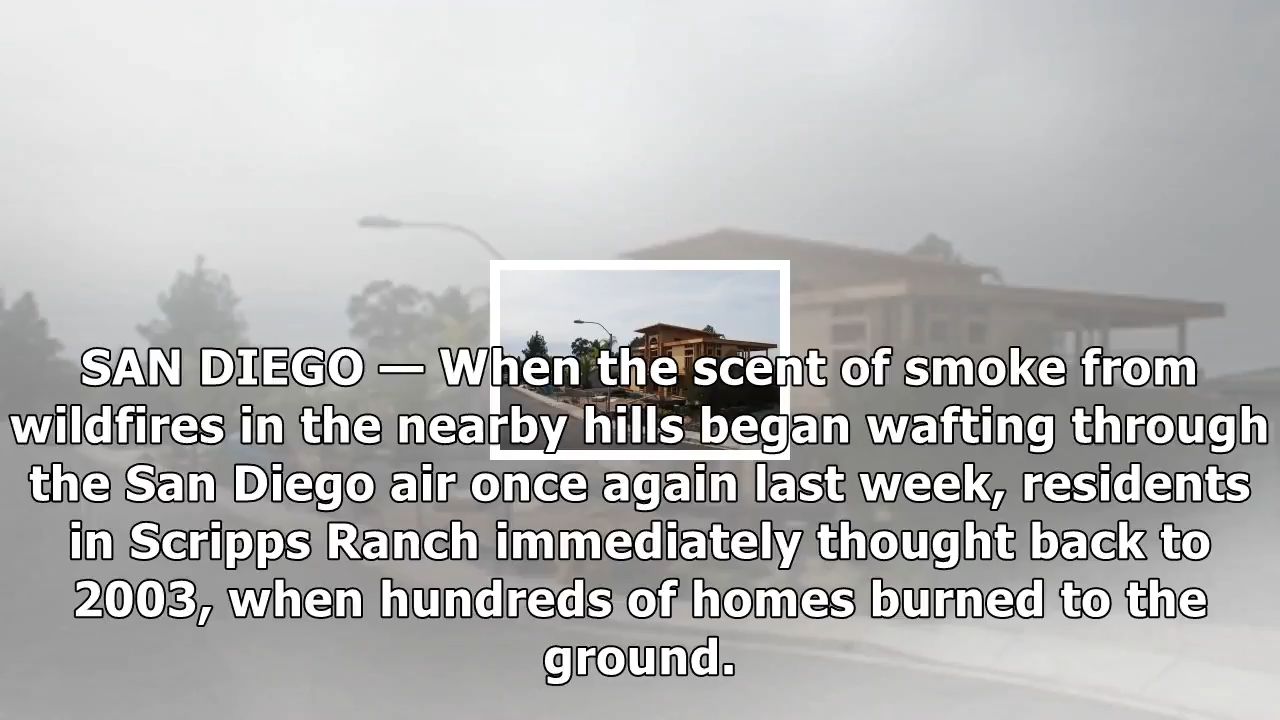 SAN DIEGO — When the scent of smoke from
wildfires in the nearby hills began wafting through
the San Diego air once again last week, residents
in Scripps Ranch immediately thought back to
2003, when hundreds of homes burned to the
ground.